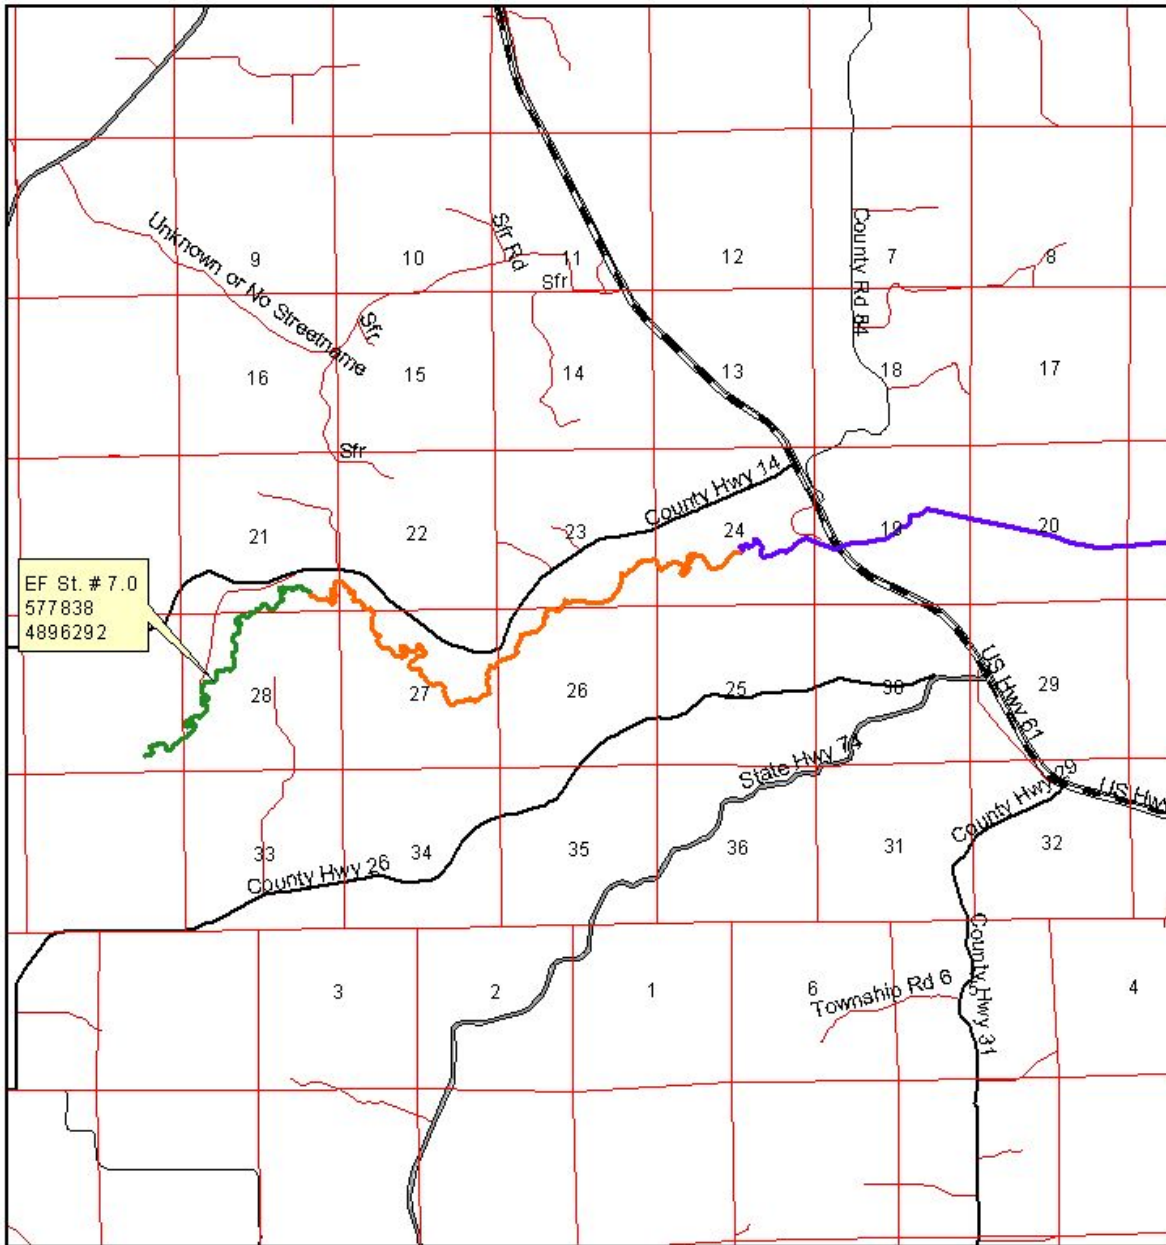 Unknown or No Streetname
Sfr Rd
County Rd 84
9
10
11
12
7
8
Sfr
Sfr
16
15
14
13
18
17
Sfr
County Hwy 14
21
22
23
24
19
20
EF St. # 7.0
577838
4896292
28
27
26
25
30
29
US Hwy 61
State Hwy 74
County Hwy 29
US Hwy
33
34
35
36
31
32
County Hwy 26
County Hwy 31
3
2
1
6
Township Rd 6
5
4